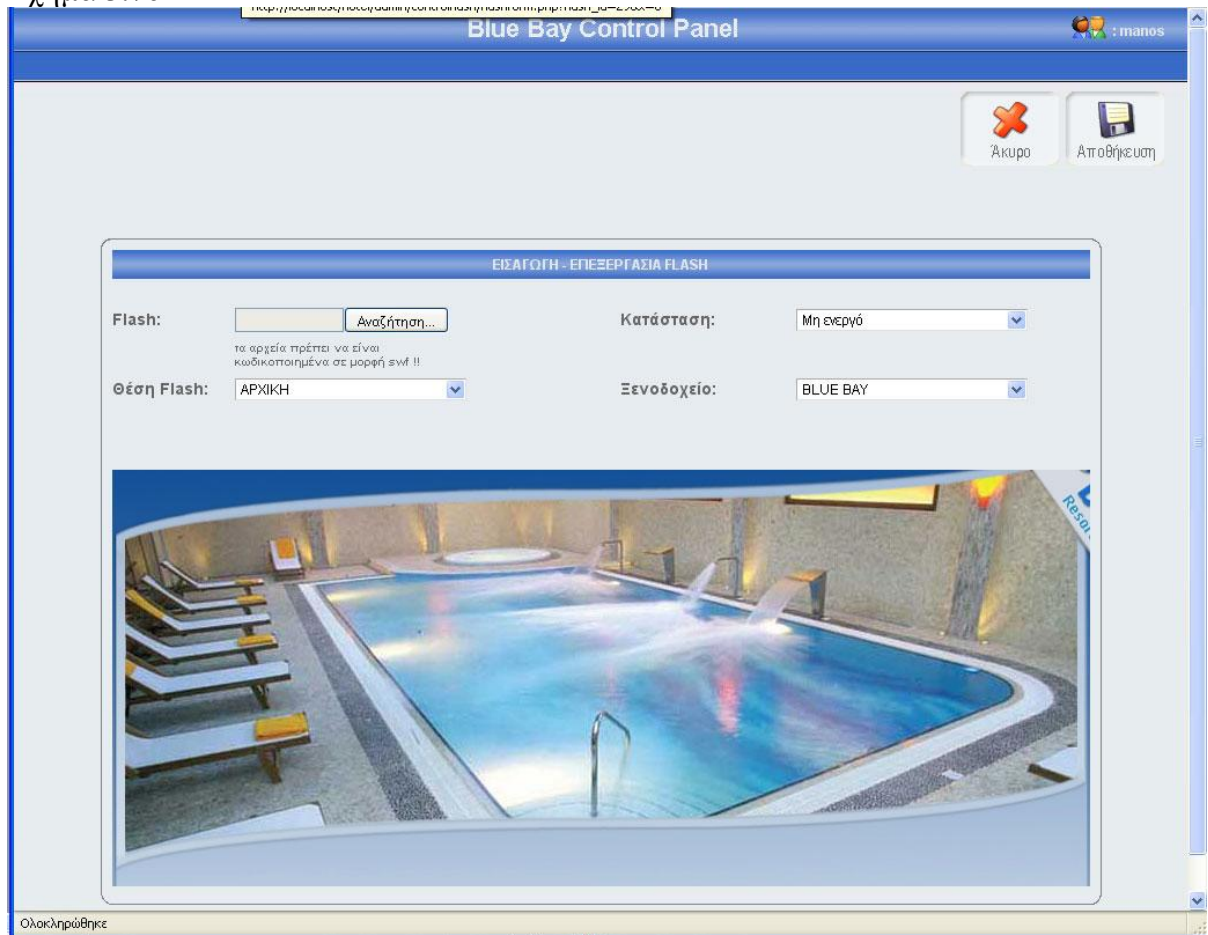 Blue Bay Control Panel
: manos
Άκυρο
Αποθήκευση
ΕΙΣΑΓΩΓΗ - ΕΠΕΞΕΡΓΑΣΙΑ FLASH
Flash:
Αναζήτηση...
Κατάσταση:
Μη ενεργό
τα αρχεία πρέπει να είναι
κωδικοποιημένα σε μορφή swf !!
Θέση Flash:
ΑΡΧΙΚΗ
Ξενοδοχείο:
BLUE BAY
Ολοκληρώθηκε